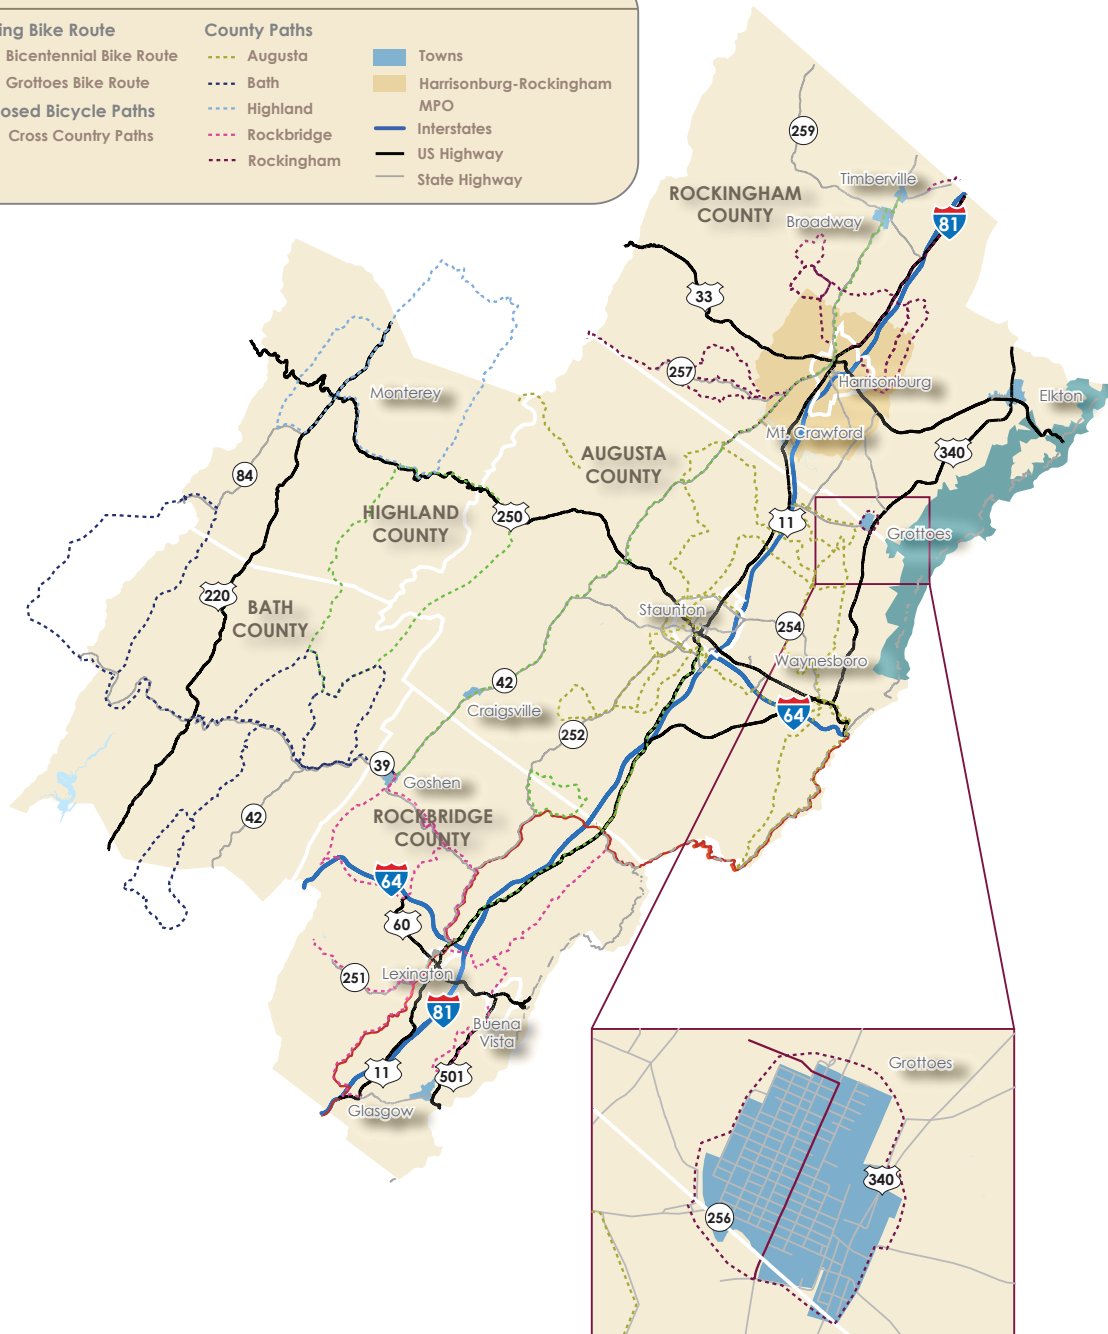 ing Bike Route
Bicentennial Bike Route
Grottoes Bike Route
osed Bicycle Paths
Cross Country Paths
County Paths
Augusta
Bath
Highland
Rockbridge
Rockingham
Towns
Harrisonburg-Rockingham
MPO
Interstates
US Highway
State Highway
259
Timberville
ROCKINGHAM
COUNTY
Broadway
81
33
257
Harrisonburg
Elkton
Monterey
Mt. Crawford
340
AUGUSTA
COUNTY
84
HIGHLAND
COUNTY
250
11
Grottoes
220
BATH
COUNTY
Staunton
254
Waynesboro
42
Craigsville
64
252
39
Goshen
42
ROCKBRIDGE
COUNTY
64
60
251
Lexington
81
Buena
Vista
11
501
Glasgow
Grottoes
340
256